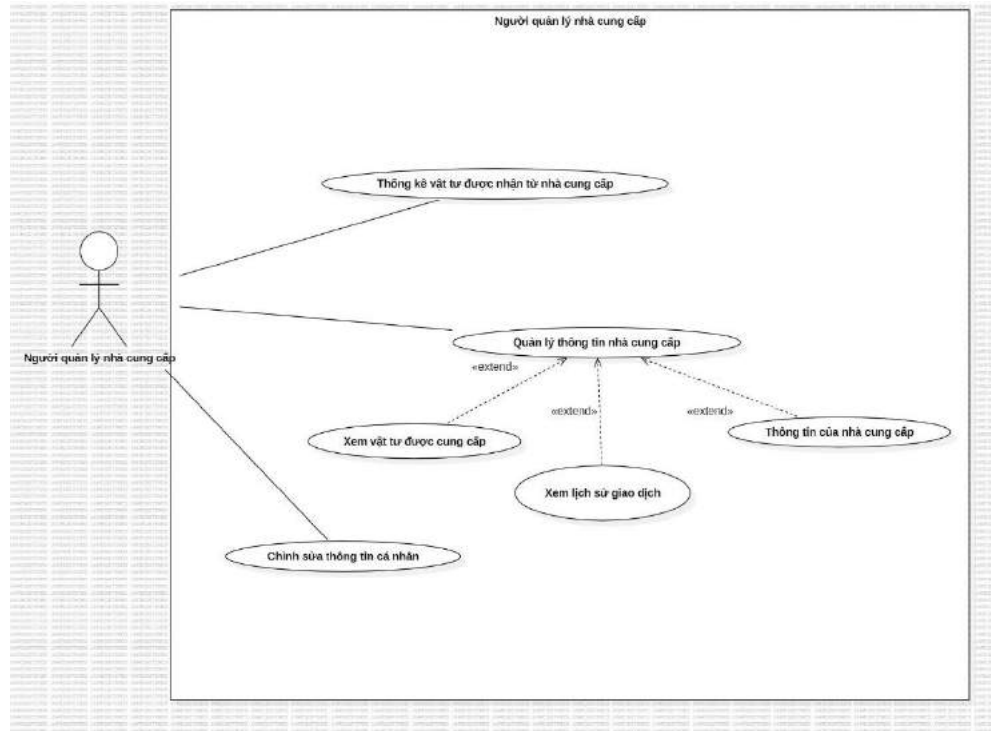 Người quản lý nhà cung cấp
Thống kê vật tư được nhận từ nhà cung cấp
Người quản lý nhà cung cấp
Quản lý thông tin nhà cung cấp
«extend»
«extend»
«extend»
Xem vật tư được cung cấp
Thông tin của nhà cung cấp
Xem lịch sử giao dịch
Chỉnh sửa thông tin cá nhân